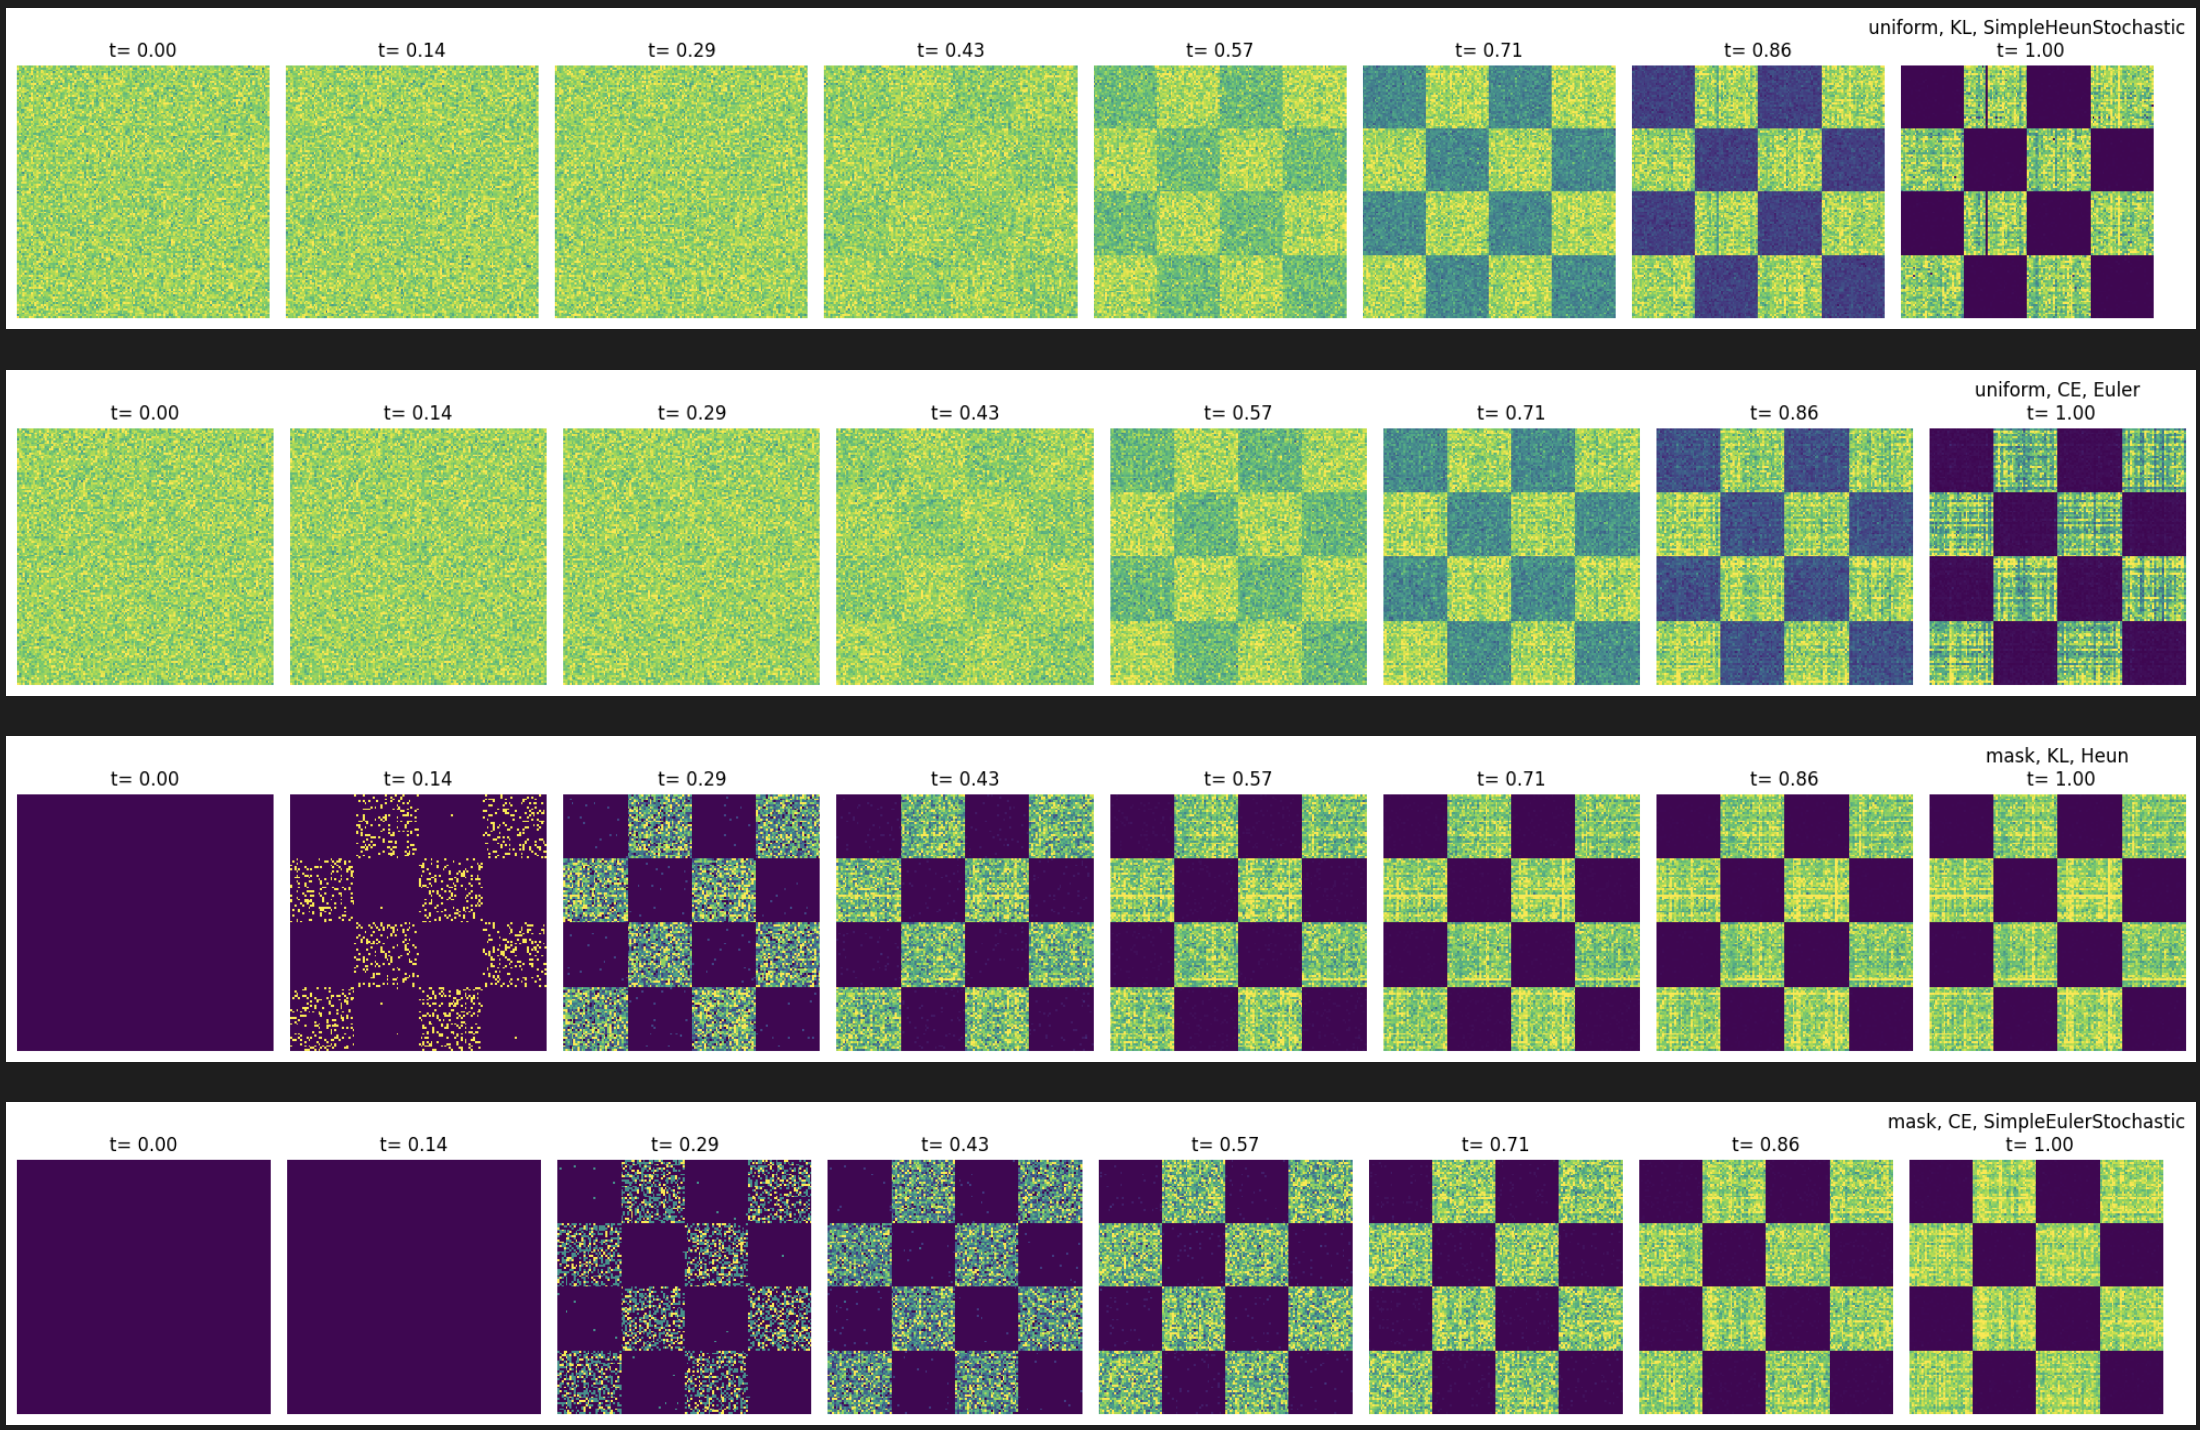 uniform, KL, SimpleHeunStochastic
t= 0.00 t= 0.14 t= 0.29 t= 0.43 t= 0.57 t= 0.71 t= 0.86 t= 1.00
uniform, CE, Euler
t= 0.00 t= 0.14 t= 0.29 t= 0.43 t= 0.57 t= 0.71 t= 0.86 t= 1.00
mask, KL, Heun
t= 0.00 t= 0.14 t= 0.29 t= 0.43 t= 0.57 t= 0.71 t= 0.86 t= 1.00
mask, CE, SimpleEulerStochastic
t= 0.00 t= 0.14 t= 0.29 t= 0.43 t= 0.57 t= 0.71 t= 0.86 t= 1.00